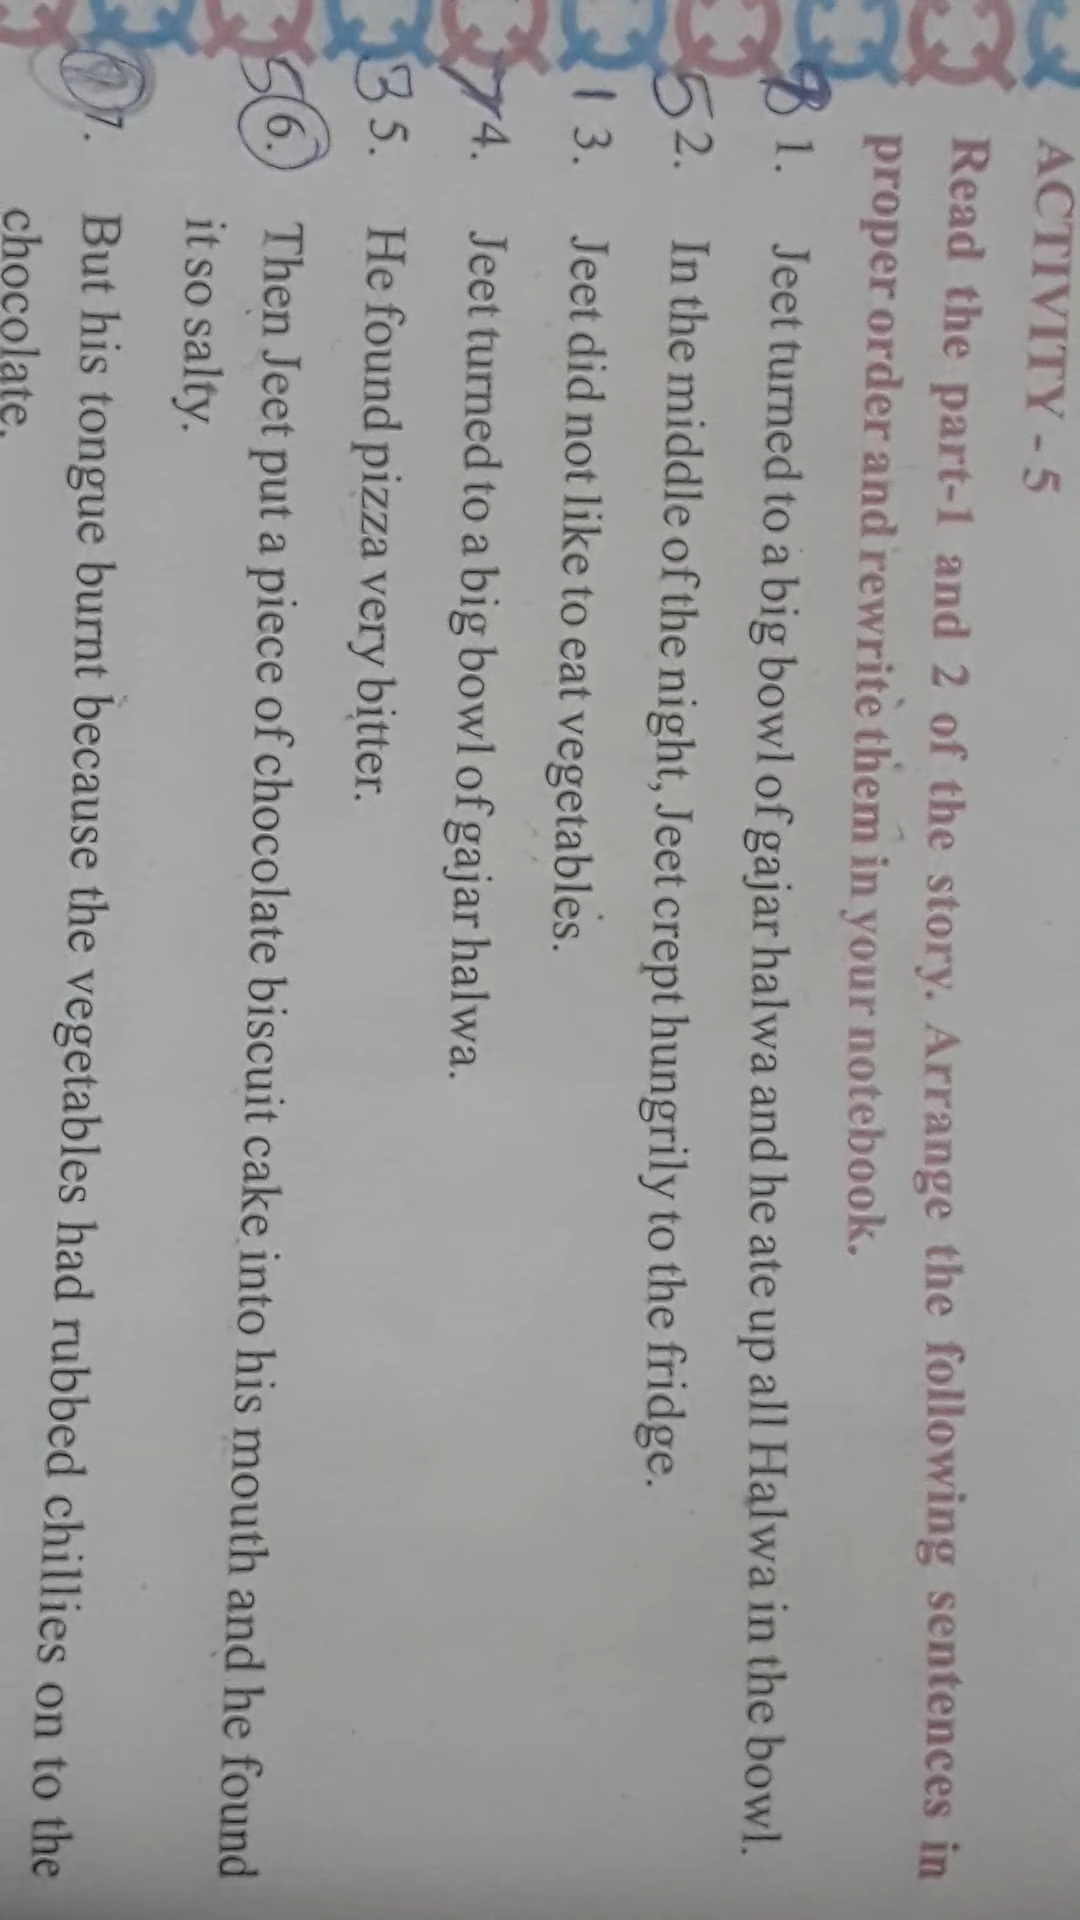 ACTIVITY - 5
Read the part-1 and 2 of the story. Arrange the following sentences in
proper order and rewrite them in your notebook.
8 1. Jeet turned to a big bowl of gajar halwa and he ate up all Halwa in the bowl.
5 2. In the middle of the night, Jeet crept hungrily to the fridge.
1 3. Jeet did not like to eat vegetables.
7 4. Jeet turned to a big bowl of gajar halwa.
3 5. He found pizza very bitter.
5 6. Then Jeet put a piece of chocolate biscuit cake into his mouth and he found
it so salty.
7. But his tongue burnt because the vegetables had rubbed chillies on to the
chocolate.